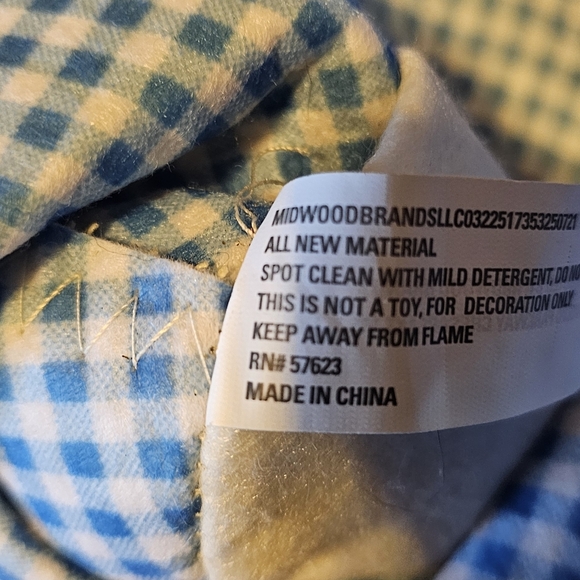 MIDWOODBRANDSLLC0322517353250721
ALL NEW MATERIAL
SPOT CLEAN WITH MILD DETERGENT, DO
THIS IS NOT A TOY, FOR DECORATION ONLY
KEEP AWAY FROM FLAME
RN# 57623
MADE IN CHINA